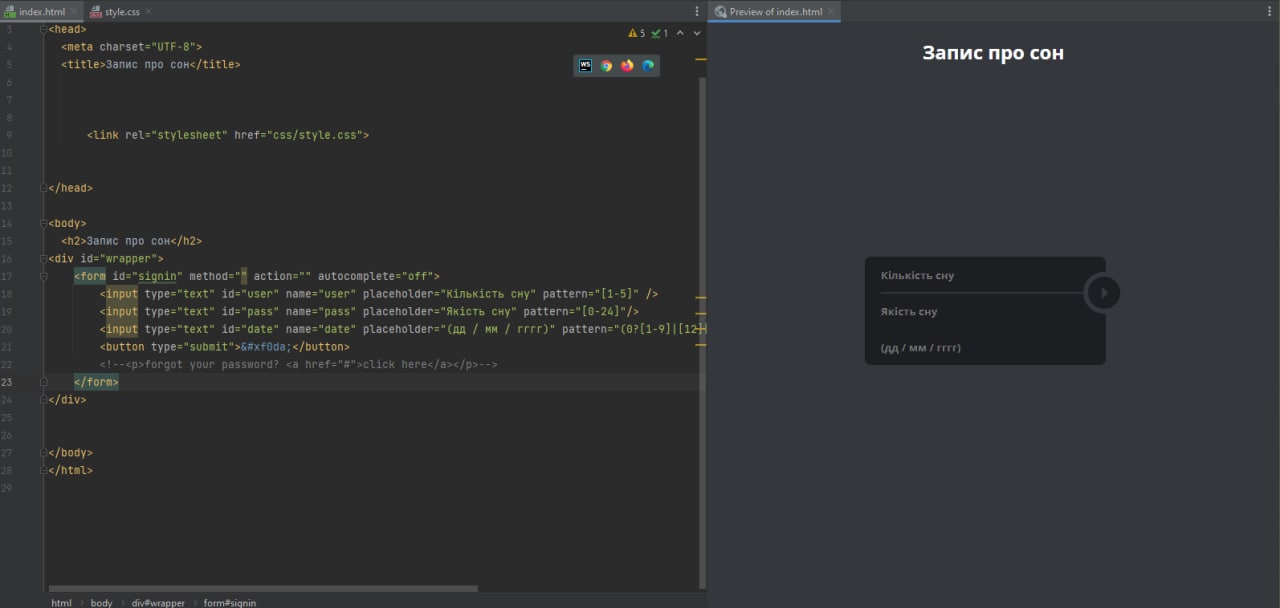 index.html
style.css
Preview of index.html
5
1
WS
3 <head>
4 <meta charset="UTF-8">
5 <title>Запис про сон</title>
6
7
8
9 <link rel="stylesheet" href="css/style.css">
10
11
12 </head>
13
14 <body>
15 <h2>Запис про сон</h2>
16 <div id="wrapper">
17 <form id="signin" method="" action="" autocomplete="off">
18 <input type="text" id="user" name="user" placeholder="Кількість сну" pattern="[1-5]" />
19 <input type="text" id="pass" name="pass" placeholder="Якість сну" pattern="[0-24]"/>
20 <input type="text" id="date" name="date" placeholder="(дд / мм / гггг)" pattern="(0?[1-9]|[12]
21 <button type="submit">&#xf0da;</button>
22 <!--<p>forgot your password? <a href="#">click here</a></p>-->
23 </form>
24 </div>
25
26
27 </body>
28 </html>
29
html
body
div#wrapper
form#signin
Запис про сон
Кількість сну
Якість сну
(дд / мм / гггг)